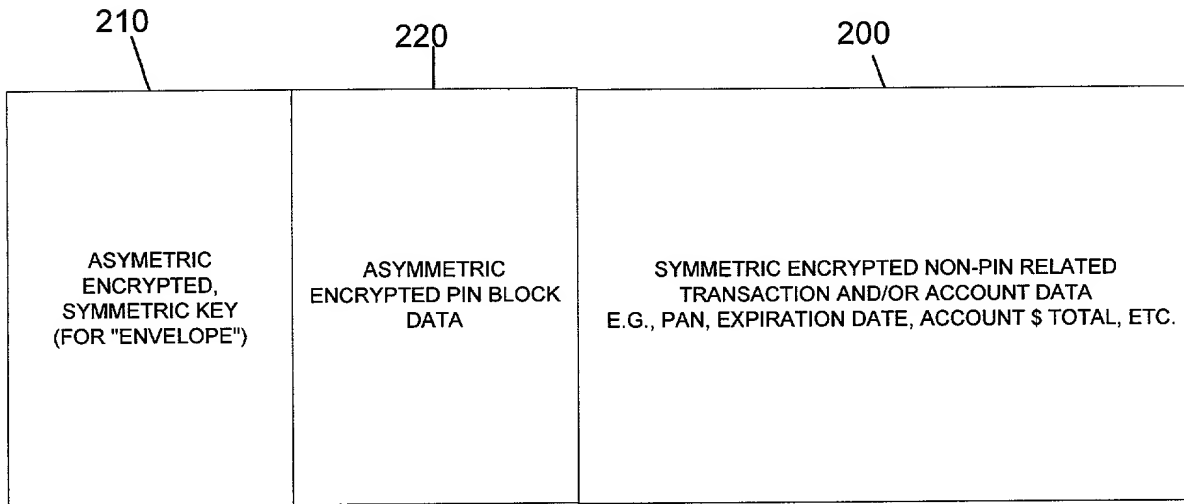 210
220
200
ASYMETRIC
ENCRYPTED,
SYMMETRIC KEY
(FOR "ENVELOPE")
ASYMMETRIC
ENCRYPTED PIN BLOCK
DATA
SYMMETRIC ENCRYPTED NON-PIN RELATED
TRANSACTION AND/OR ACCOUNT DATA
E.G., PAN, EXPIRATION DATE, ACCOUNT $ TOTAL, ETC.